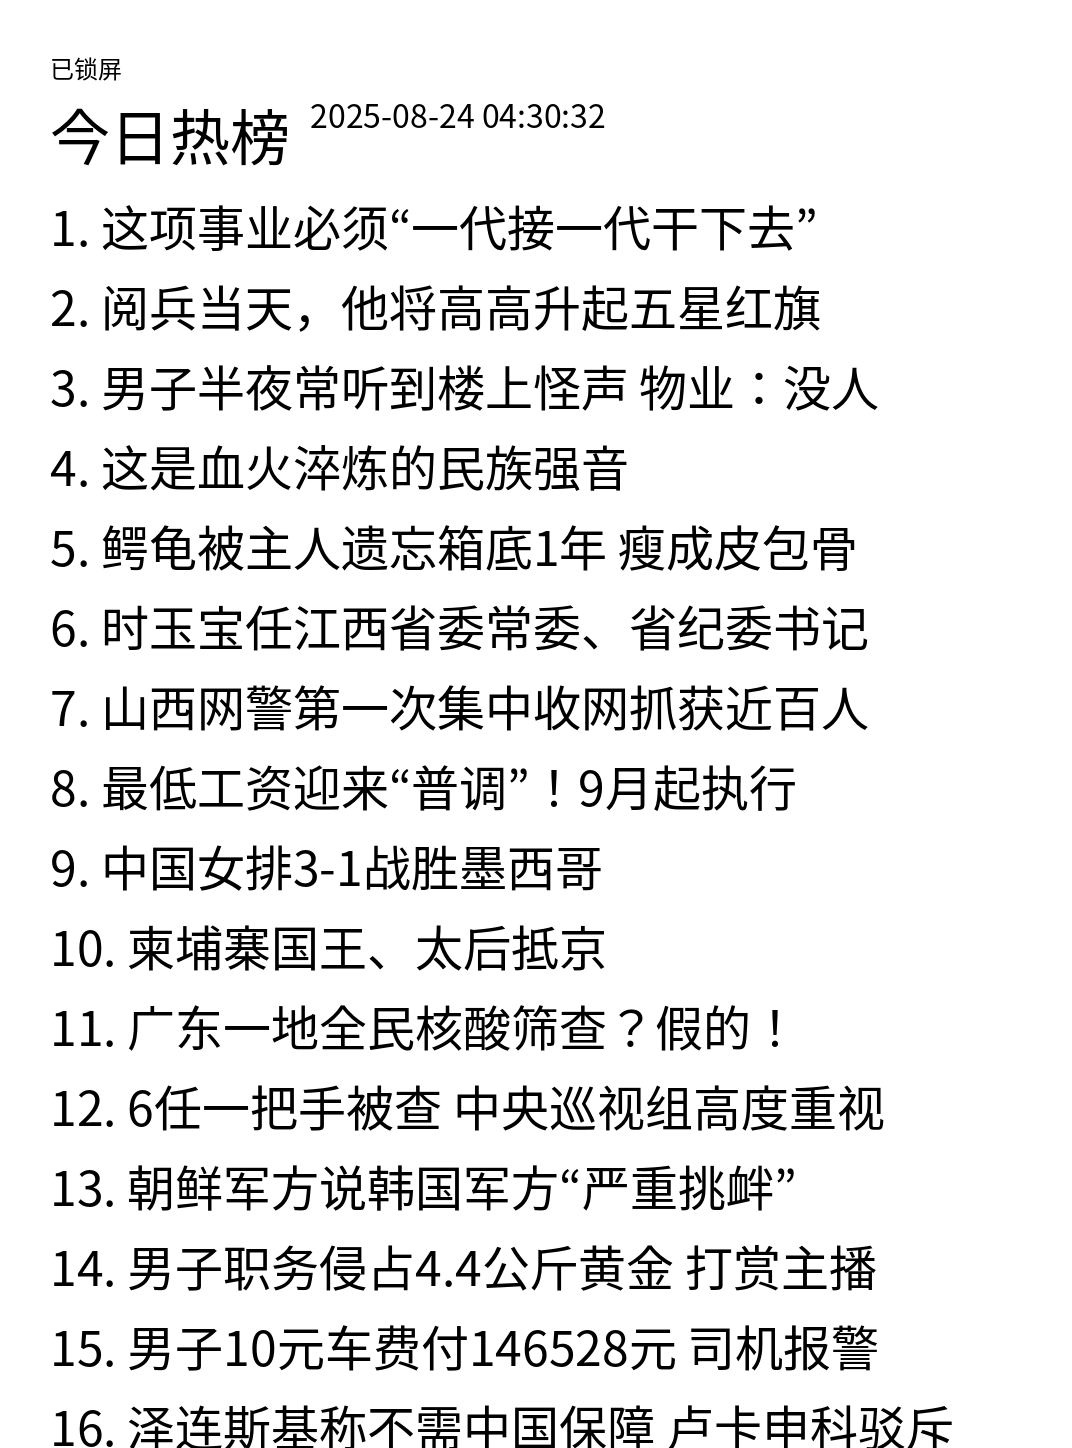 已锁屏
今日热榜 2025-08-24 04:30:32
1. 这项事业必须“一代接一代干下去”
2. 阅兵当天，他将高高升起五星红旗
3. 男子半夜常听到楼上怪声 物业：没人
4. 这是血火淬炼的民族强音
5. 鳄龟被主人遗忘箱底1年 瘦成皮包骨
6. 时玉宝任江西省委常委、省纪委书记
7. 山西网警第一次集中收网抓获近百人
8. 最低工资迎来“普调”！9月起执行
9. 中国女排3-1战胜墨西哥
10. 柬埔寨国王、太后抵京
11. 广东一地全民核酸筛查？假的！
12. 6任一把手被查 中央巡视组高度重视
13. 朝鲜军方说韩国军方“严重挑衅”
14. 男子职务侵占4.4公斤黄金 打赏主播
15. 男子10元车费付146528元 司机报警
16. 泽连斯基称不需中国保障 卢卡申科驳斥